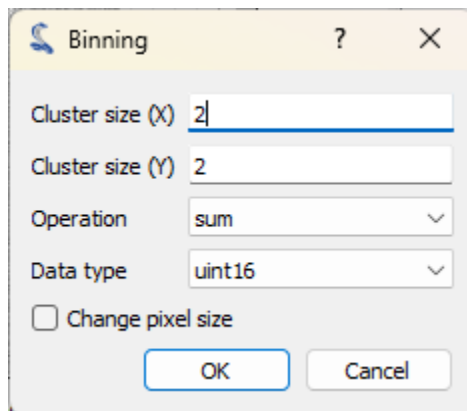 Binning ?
Cluster size (X) 2
Cluster size (Y) 2
Operation sum
Data type uint16
Change pixel size
OK Cancel